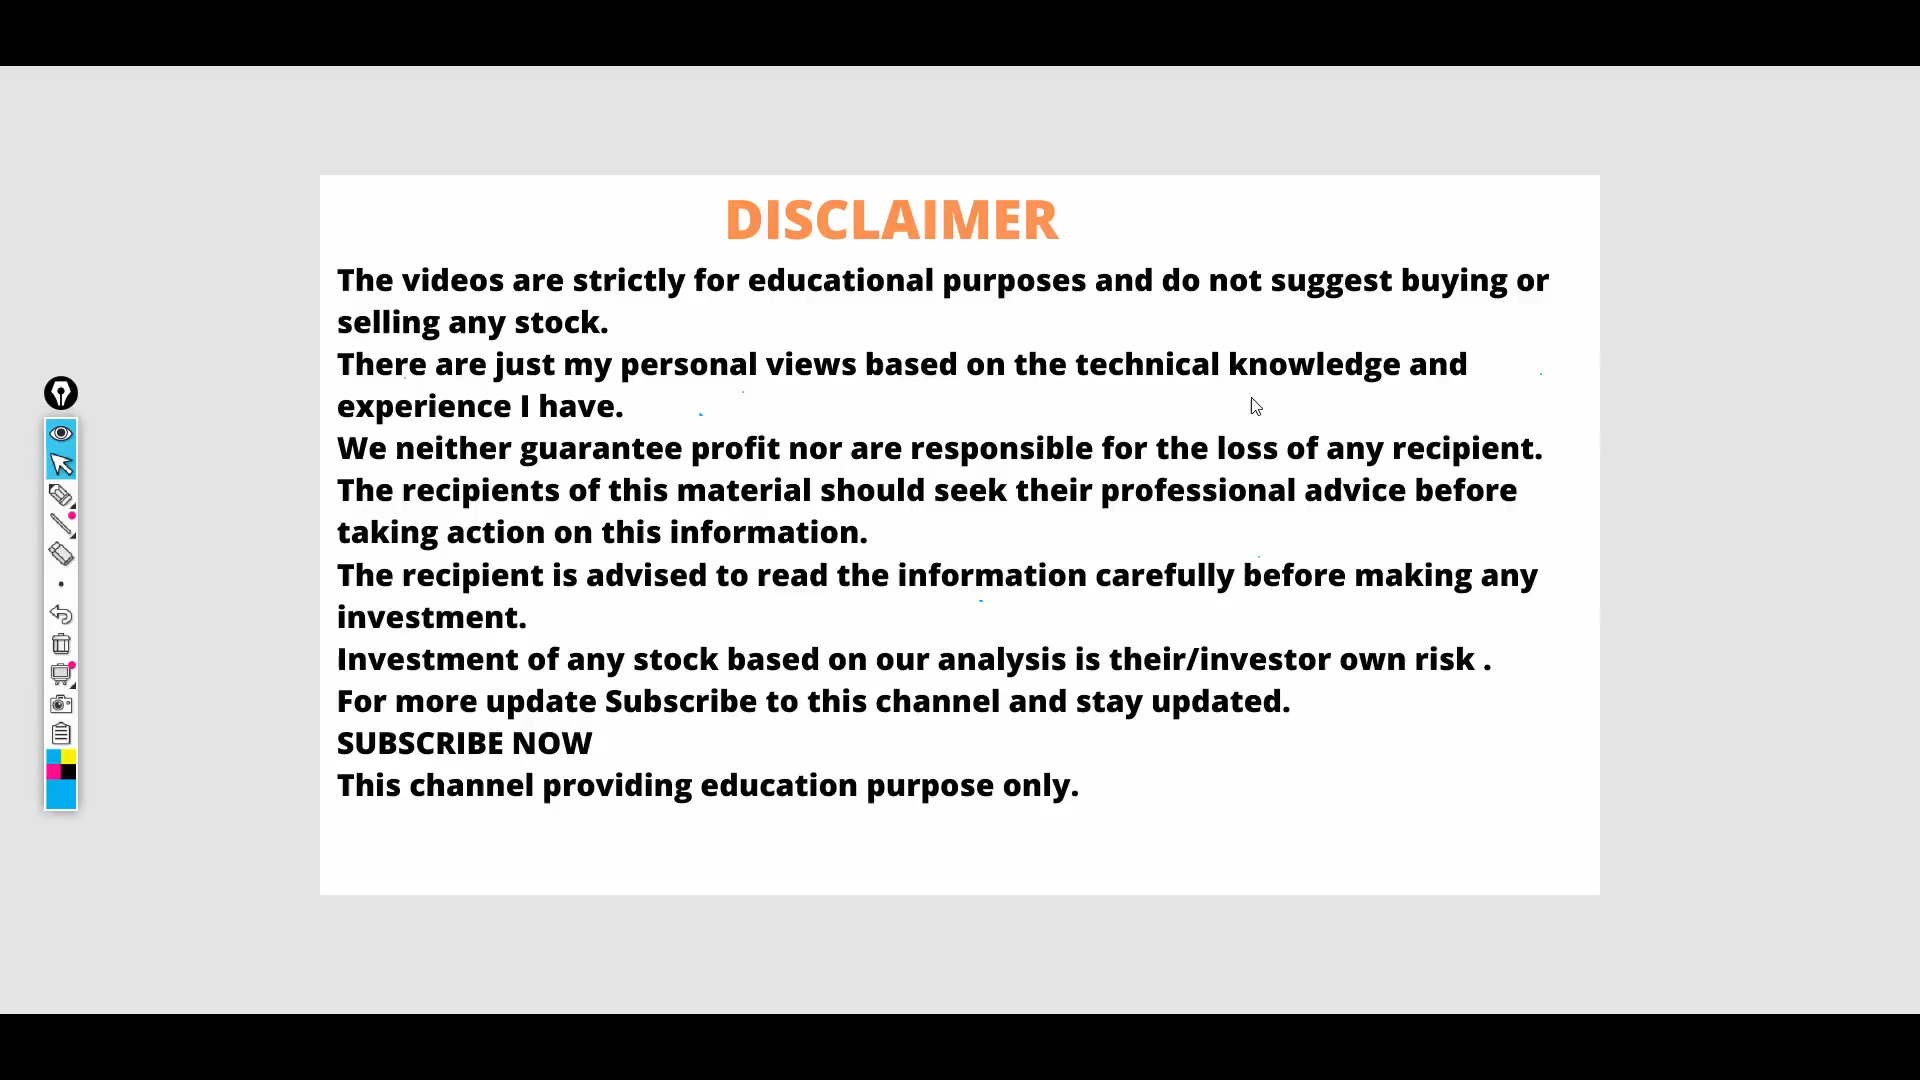 DISCLAIMER
The videos are strictly for educational purposes and do not suggest buying or
selling any stock.
There are just my personal views based on the technical knowledge and
experience I have.
We neither guarantee profit nor are responsible for the loss of any recipient.
The recipients of this material should seek their professional advice before
taking action on this information.
The recipient is advised to read the information carefully before making any
investment.
Investment of any stock based on our analysis is their/investor own risk .
For more update Subscribe to this channel and stay updated.
SUBSCRIBE NOW
This channel providing education purpose only.